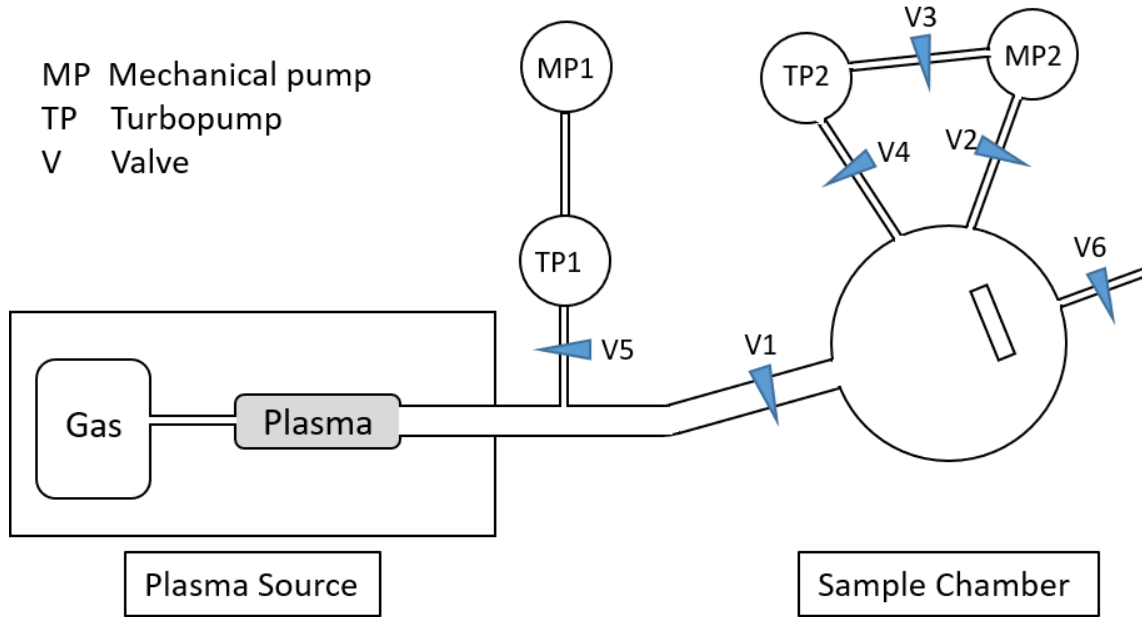 MP Mechanical pump
TP Turbopump
V Valve
MP1
V3
TP2
MP2
V4
V2
TP1
V6
V5
V1
Gas
Plasma
Plasma Source
Sample Chamber